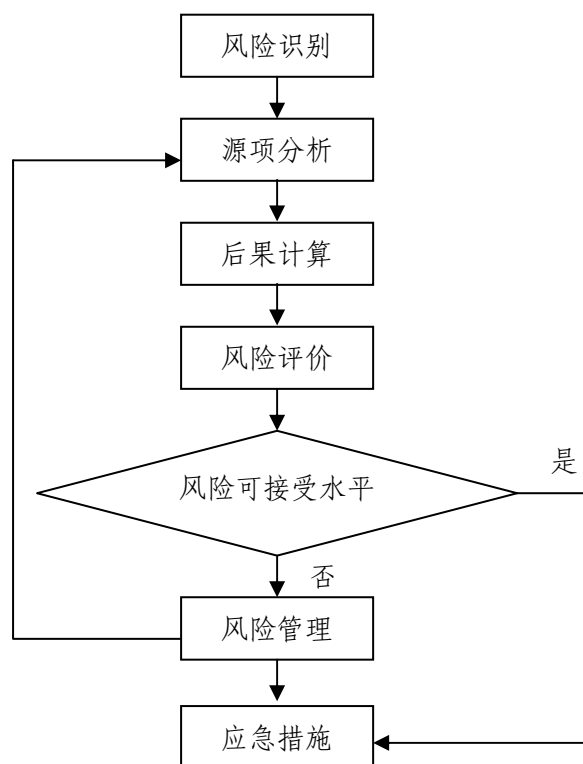 风险识别
源项分析
后果计算
风险评价
风险可接受水平
是
否
风险管理
应急措施